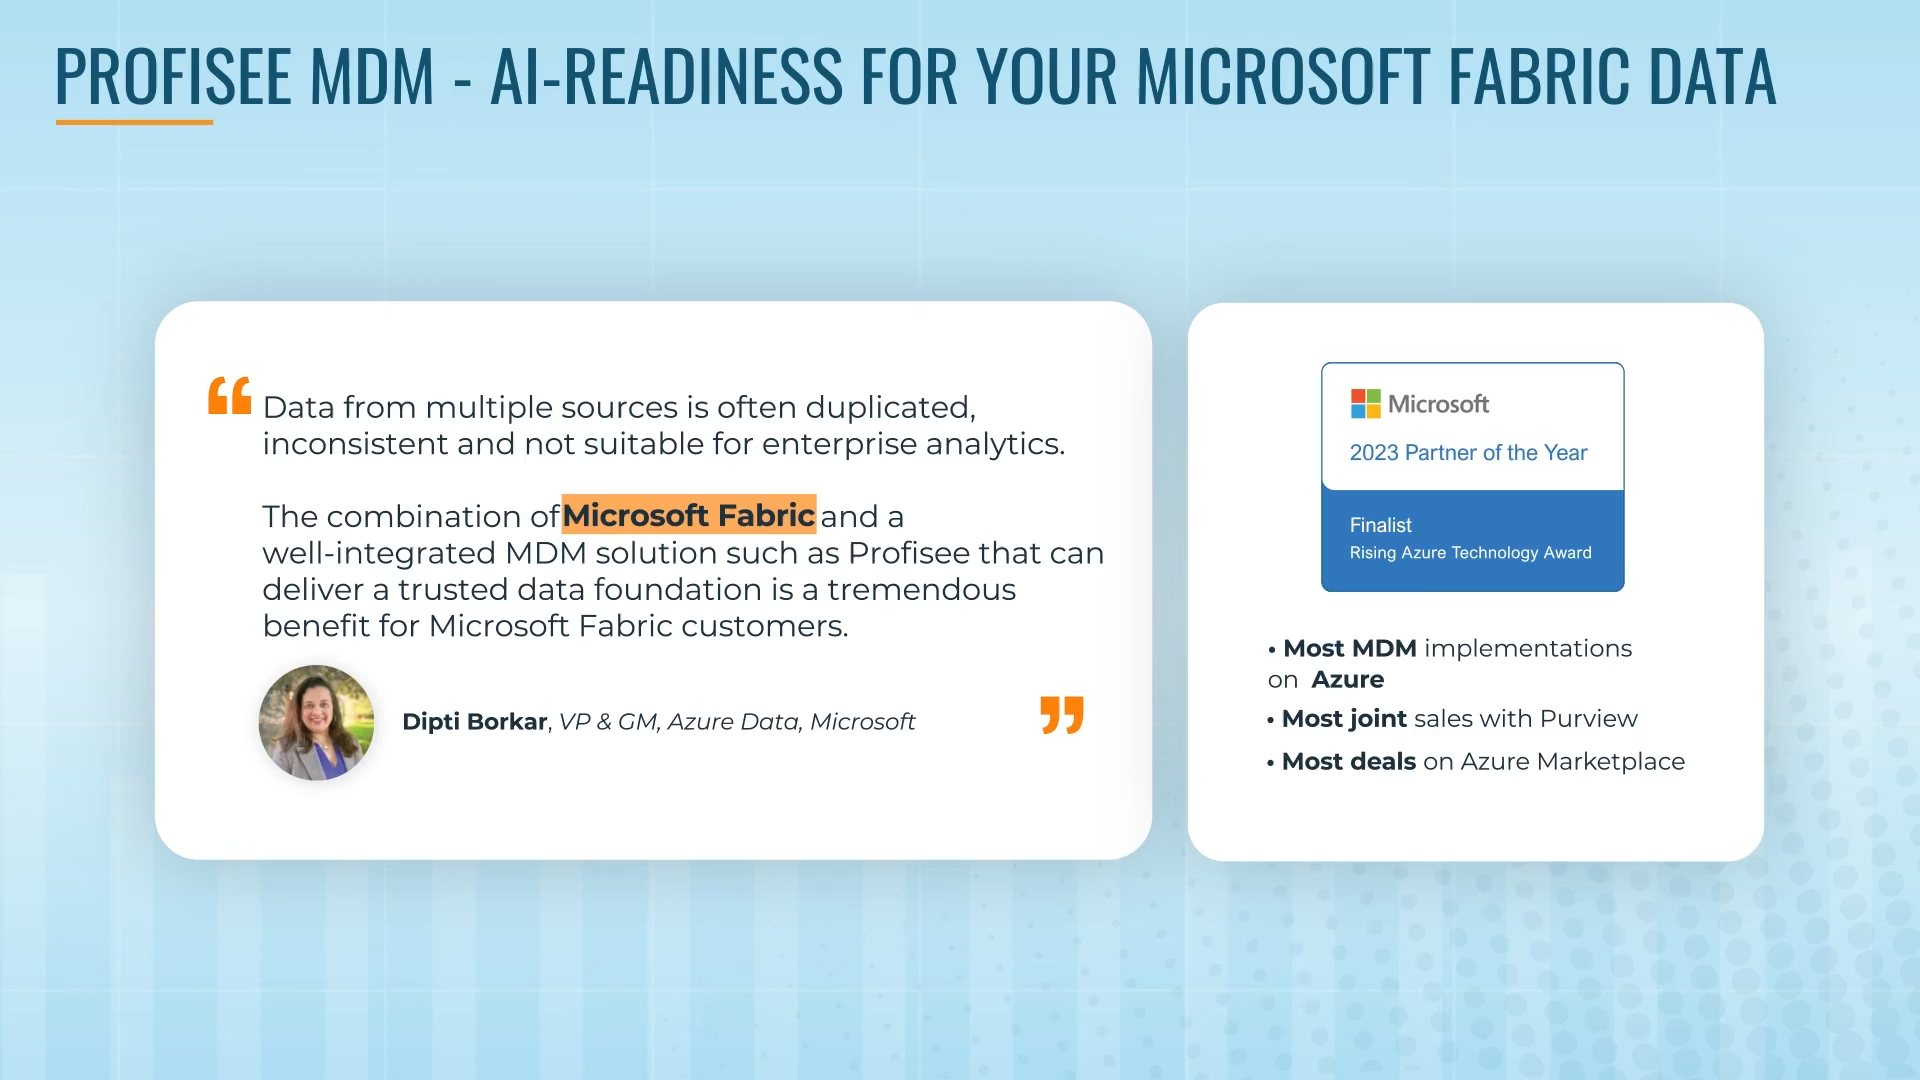 PROFISEE MDM - AI-READINESS FOR YOUR MICROSOFT FABRIC DATA
“ Data from multiple sources is often duplicated,
inconsistent and not suitable for enterprise analytics.
The combination of Microsoft Fabric and a
well-integrated MDM solution such as Profisee that can
deliver a trusted data foundation is a tremendous
benefit for Microsoft Fabric customers.
Dipti Borkar, VP & GM, Azure Data, Microsoft ”
Microsoft
2023 Partner of the Year
Finalist
Rising Azure Technology Award
• Most MDM implementations
on Azure
• Most joint sales with Purview
• Most deals on Azure Marketplace